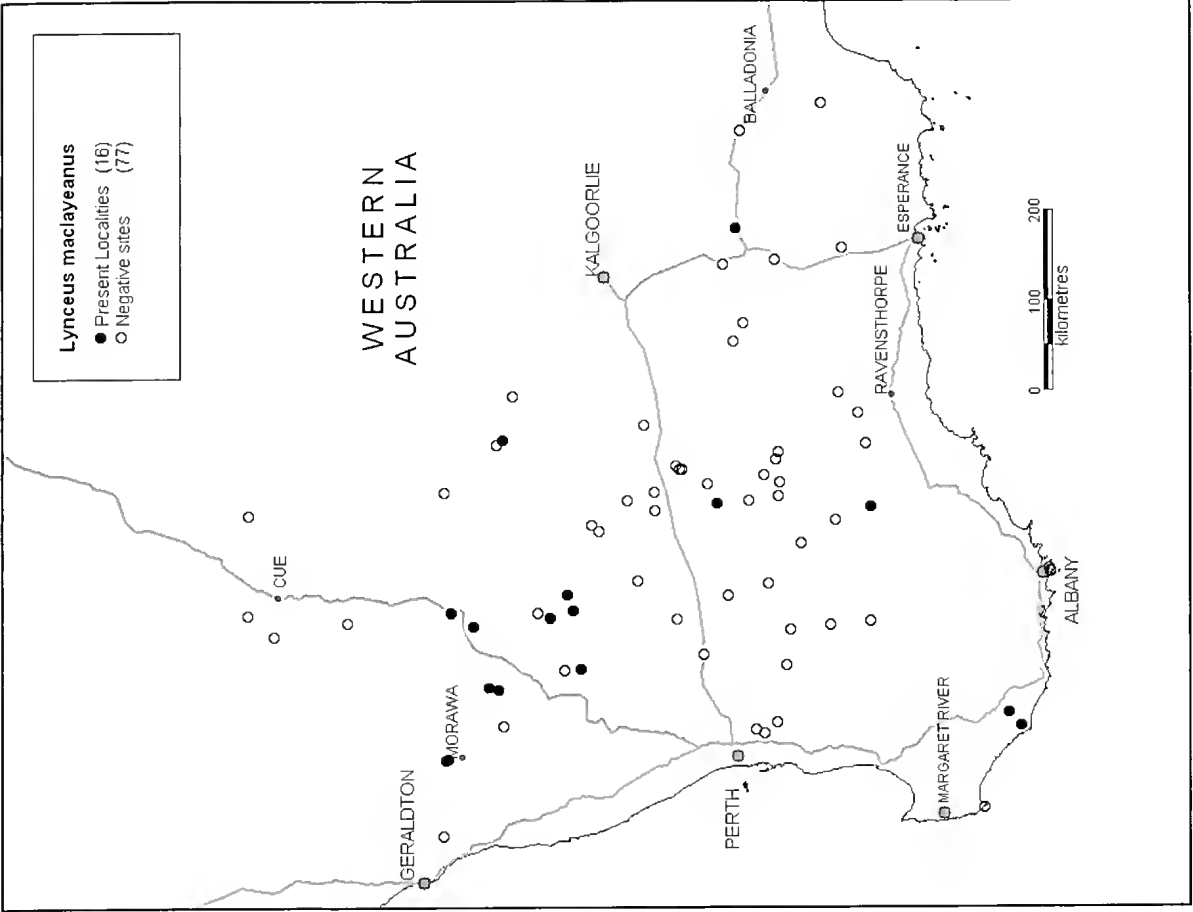 Lynceus maclayeanus
Present Localities (16)
Negative sites (77)
WESTERN
AUSTRALIA
CUE
KALGOORLIE
BALLADONIA
MORAWA
GERALDTON
PERTH
RAVENSTHORPE
ESPERANCE
MARGARET RIVER
ALBANY
0 100 200
kilometres